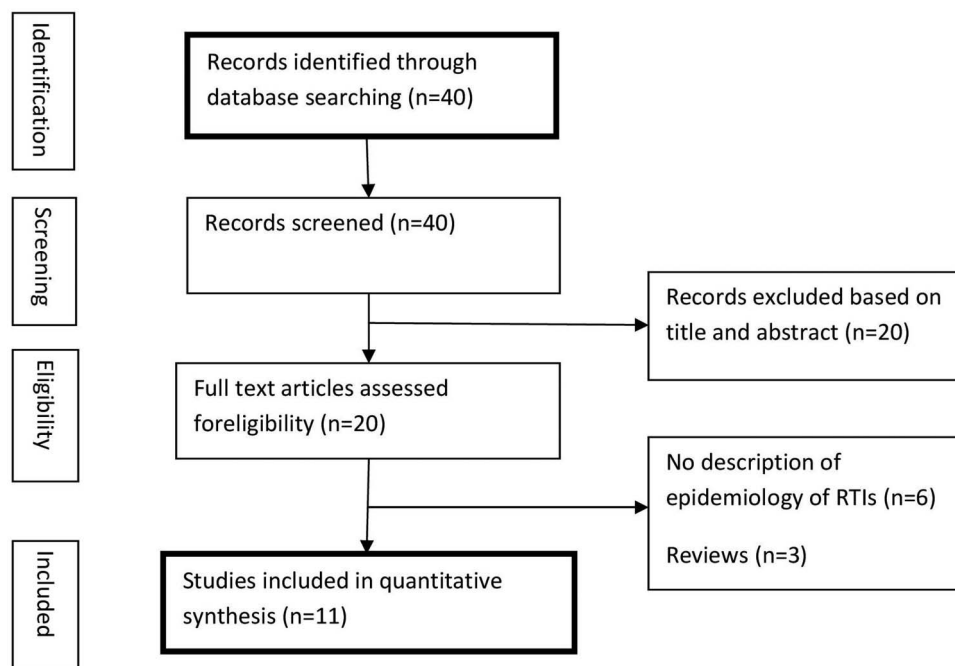 Identification
Records identified through
database searching (n=40)
Screening
Records screened (n=40)
Records excluded based on
title and abstract (n=20)
Eligibility
Full text articles assessed
foreligibility (n=20)
No description of
epidemiology of RTIs (n=6)
Reviews (n=3)
Included
Studies included in quantitative
synthesis (n=11)